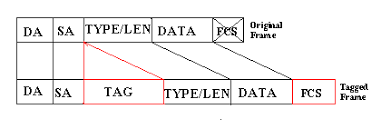 DA SA TYPE/LEN DATA FCS Original
Frame
DA SA TAG TYPE/LEN DATA FCS Tagged
Frame